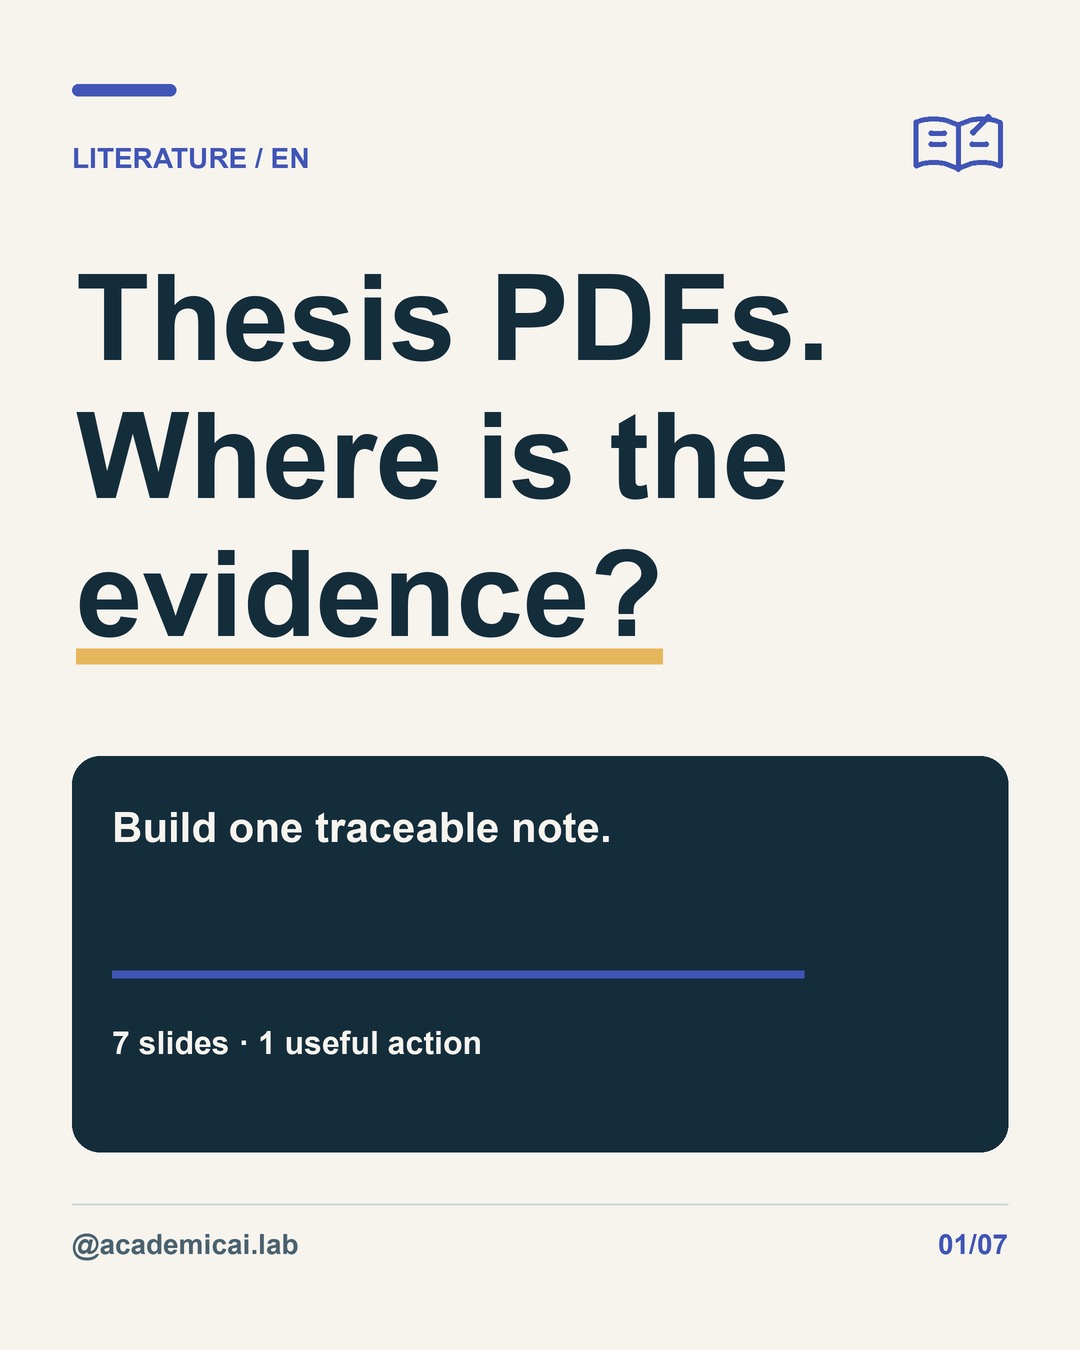 LITERATURE / EN
Thesis PDFs.
Where is the
evidence?
Build one traceable note.
7 slides · 1 useful action
@academicai.lab
01/07